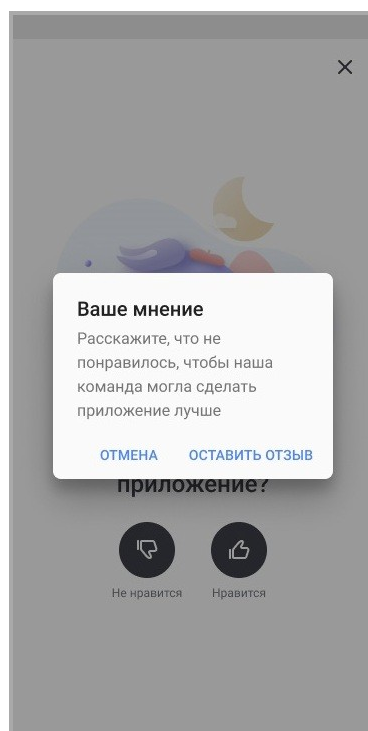 Ваше мнение
Расскажите, что не
понравилось, чтобы наша
команда могла сделать
приложение лучше
ОТМЕНА ОСТАВИТЬ ОТЗЫВ
приложение?
Не нравится Нравится